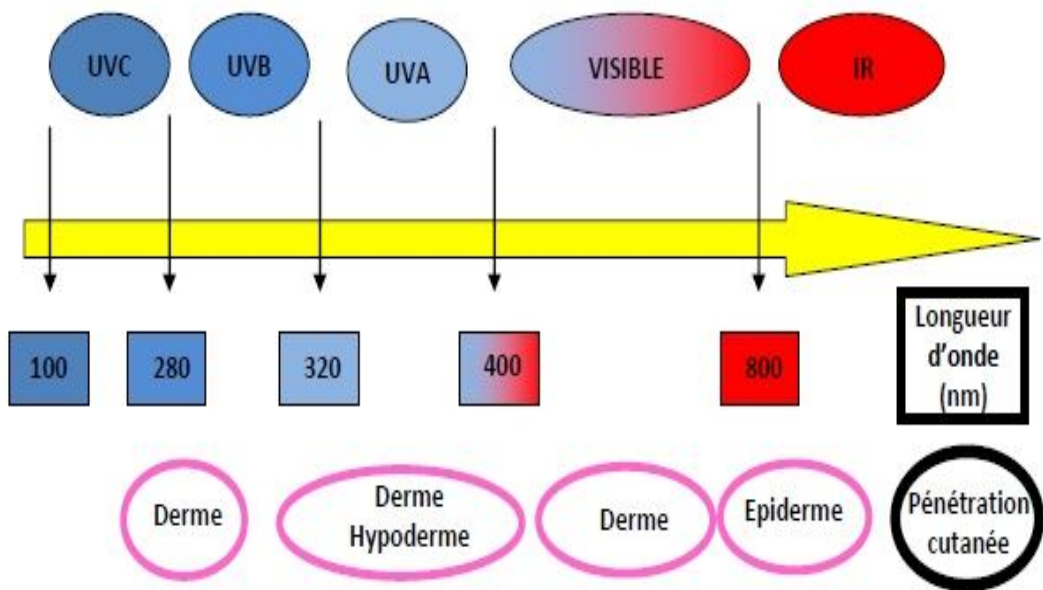 UVC
UVB
UVA
VISIBLE
IR
100
280
320
400
800
Longueur
d'onde
(nm)
Derme
Derme
Hypoderme
Derme
Epiderme
Pénétration
cutanée